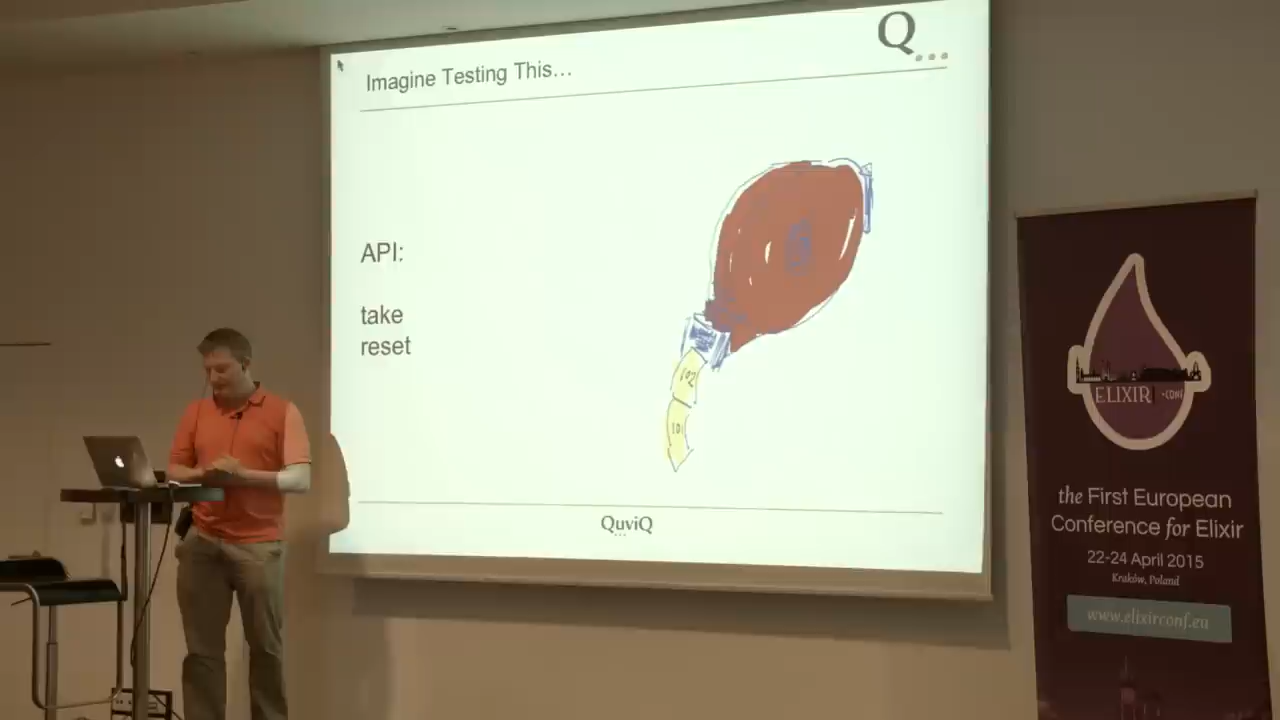 Q...
Imagine Testing This...
API:
take
reset
102
101
QuviQ
ELIXIR
-CONF
the First European
Conference for Elixir
22-24 April 2015
Kraków, Poland
www.elixirconf.eu